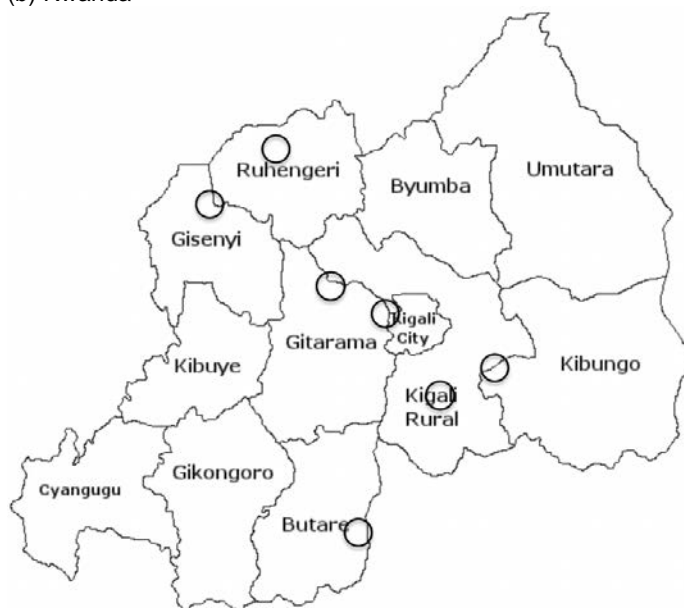 (b) Rwanda
Ruhengeri
Byumba
Umutara
Gisenyi
Kigali
City
Gitarama
Kibuye
Kibungo
Kigali
Rural
Gikongoro
Cyangugu
Butare